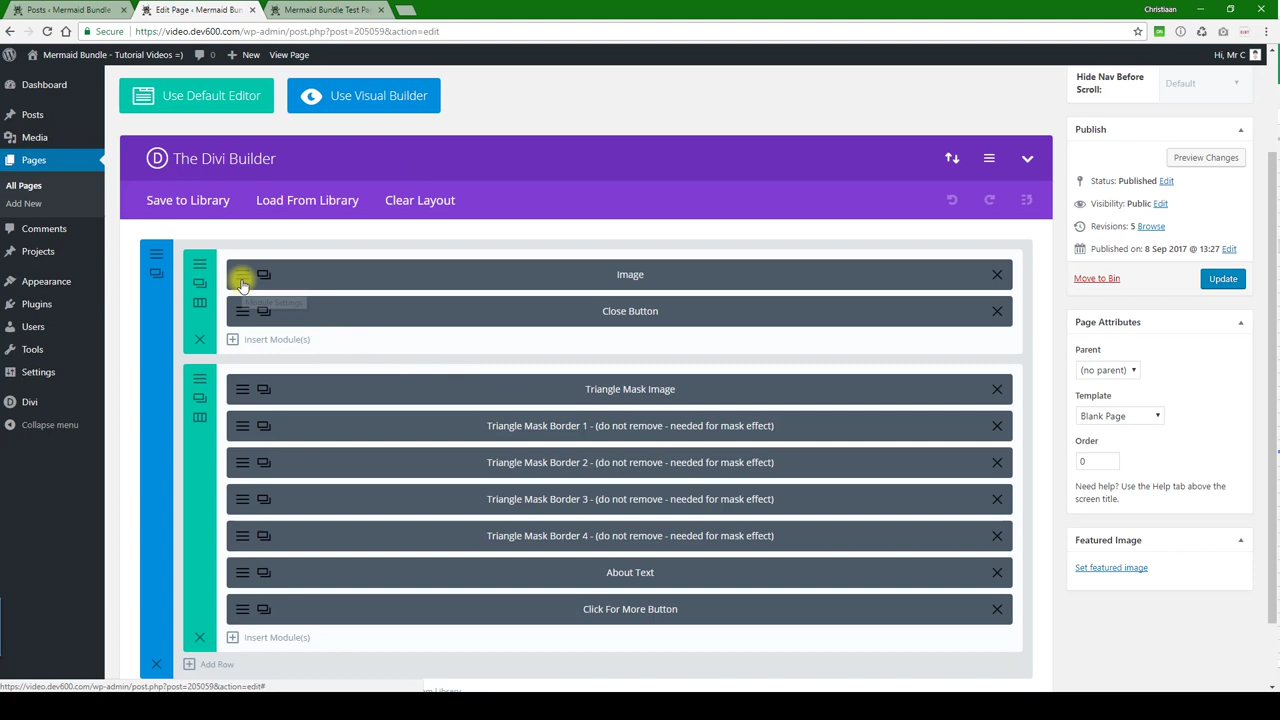 Posts ‹ Mermaid Bundle
Edit Page ‹ Mermaid Bun
Mermaid Bundle Test Pa
Christiaan
Secure
https://video.dev600.com/wp-admin/post.php?post=205059&action=edit
Mermaid Bundle - Tutorial Videos =)
0
New
View Page
Hi, Mr C
Dashboard
Posts
Media
Pages
All Pages
Add New
Comments
Projects
Appearance
Plugins
Users
Tools
Settings
Divi
Collapse menu
Use Default Editor
Use Visual Builder
D The Divi Builder
Save to Library
Load From Library
Clear Layout
Image
Module Settings
Close Button
Insert Module(s)
Triangle Mask Image
Triangle Mask Border 1 - (do not remove - needed for mask effect)
Triangle Mask Border 2 - (do not remove - needed for mask effect)
Triangle Mask Border 3 - (do not remove - needed for mask effect)
Triangle Mask Border 4 - (do not remove - needed for mask effect)
About Text
Click For More Button
Insert Module(s)
Add Row
Hide Nav Before
Scroll:
Default
Publish
Preview Changes
Status: Published Edit
Visibility: Public Edit
Revisions: 5 Browse
Published on: 8 Sep 2017 @ 13:27 Edit
Move to Bin
Update
Page Attributes
Parent
(no parent)
Template
Blank Page
Order
0
Need help? Use the Help tab above the
screen title.
Featured Image
Set featured image
https://video.dev600.com/wp-admin/post.php?post=205059&action=edit#